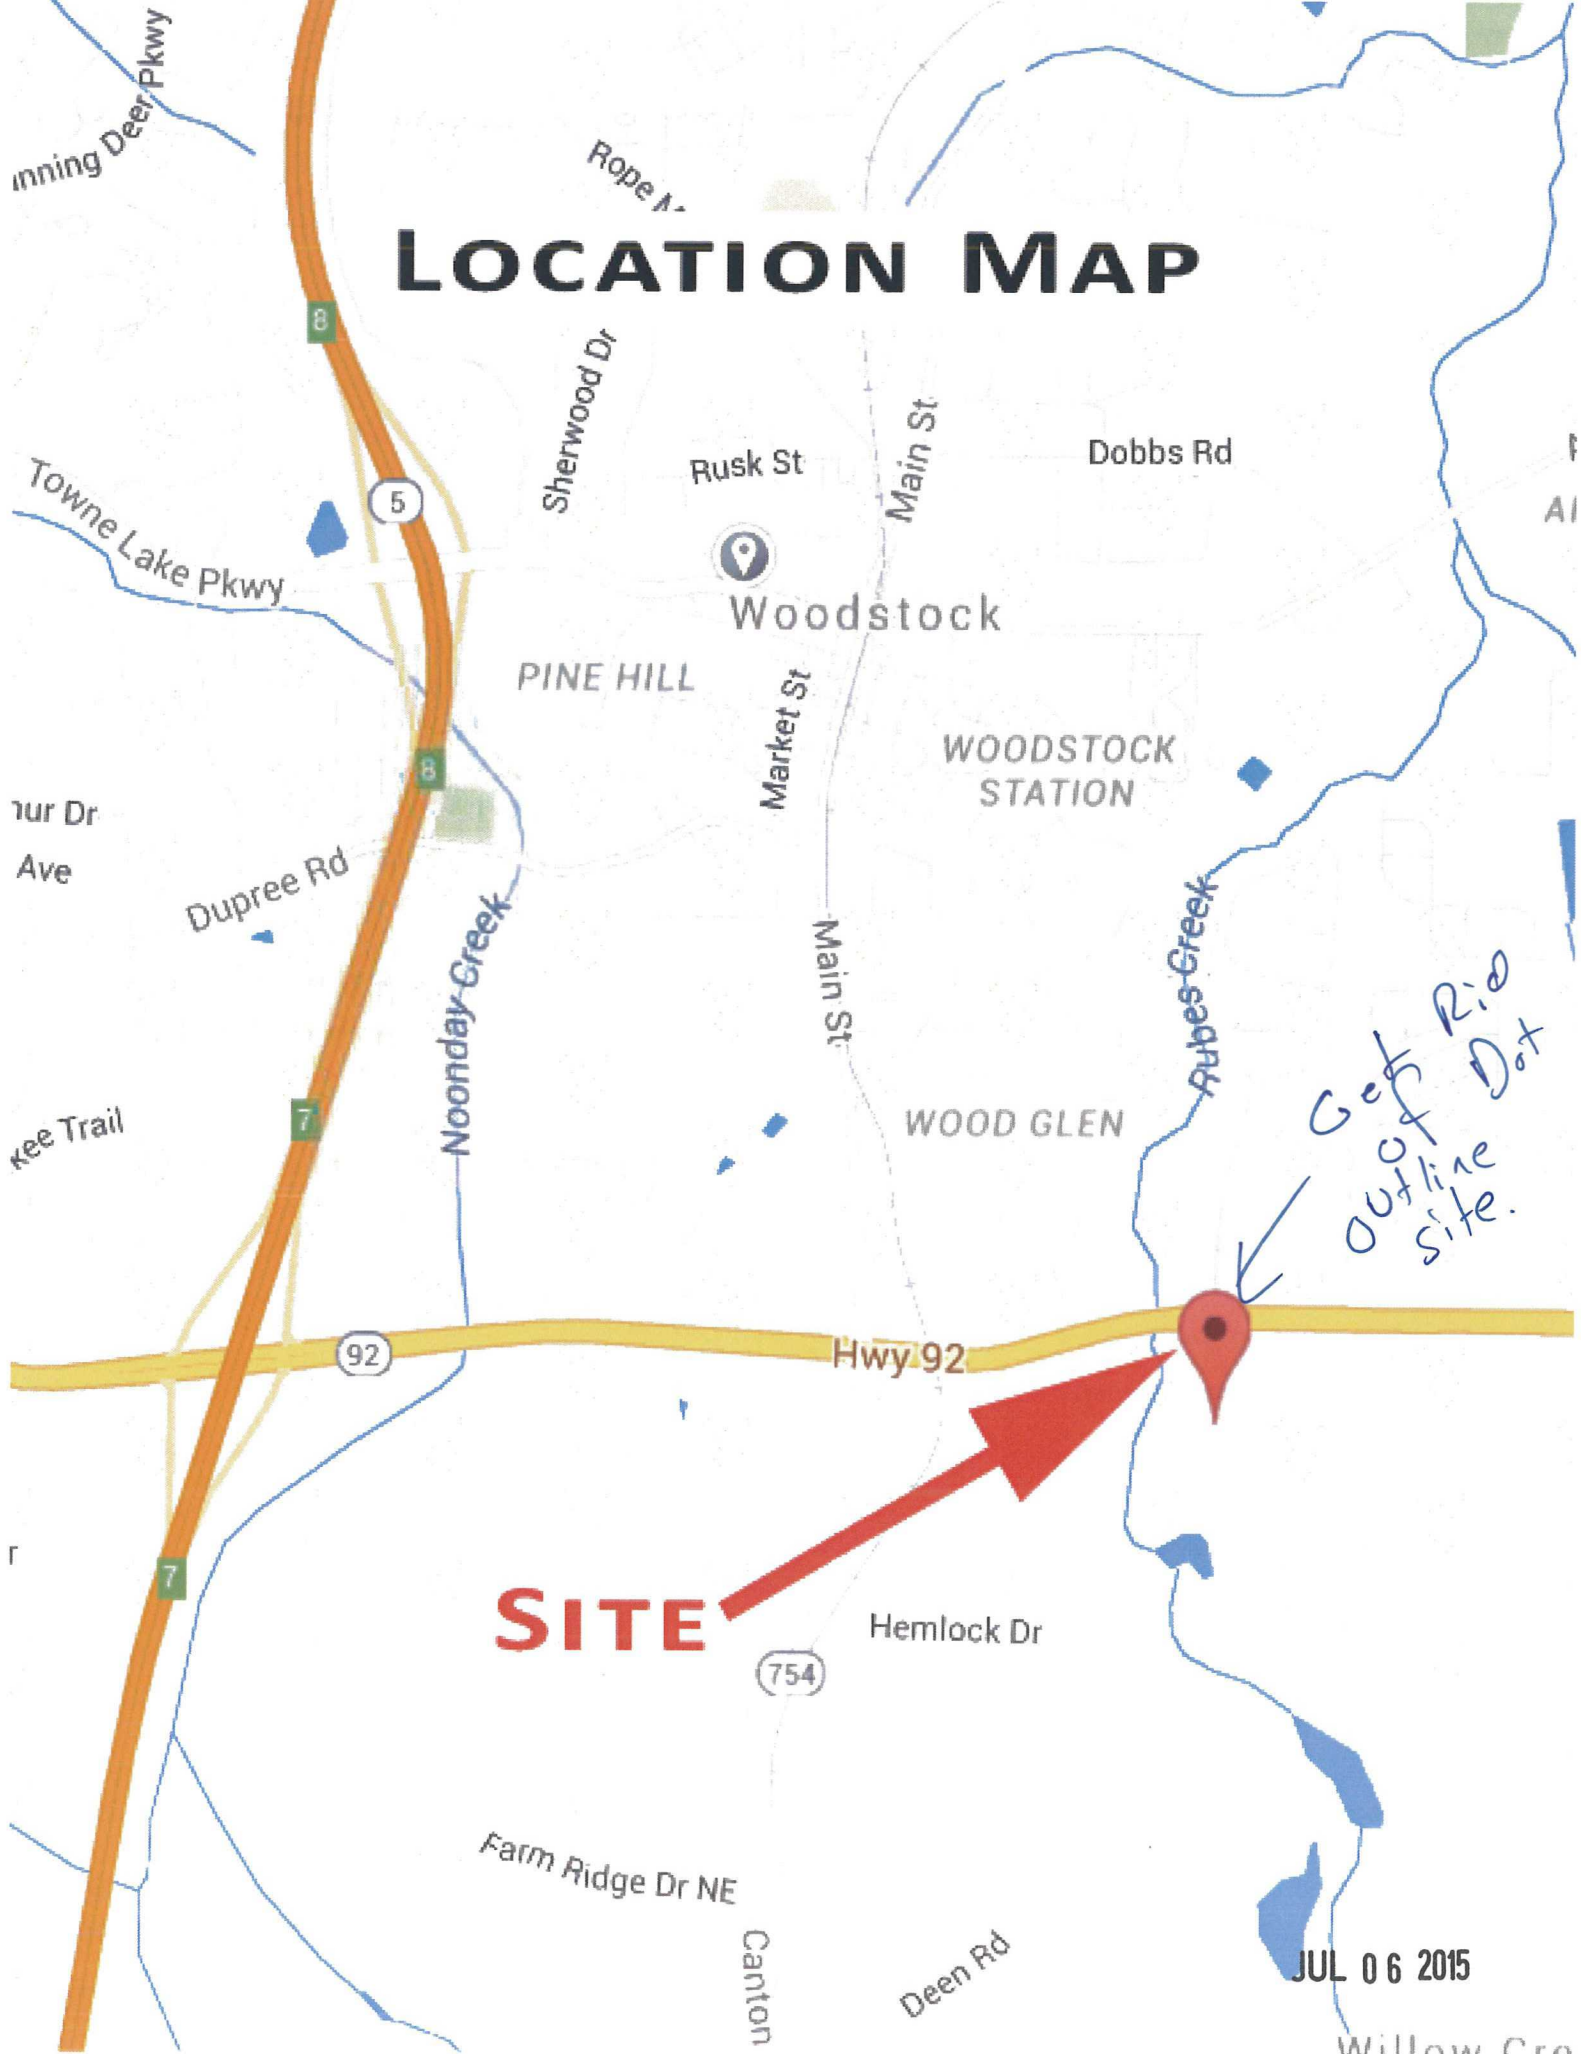 Deer Pkwy
Rope
LOCATION MAP
8
Sherwood Dr
Main St
Rusk St
Dobbs Rd
5
Towne Lake Pkwy
Woodstock
PINE HILL
Market St
WOODSTOCK
STATION
8
Dr
Ave
Dupree Rd
Noonday Creek
Main St
Rubes Creek
Get Rid
of Dot
outline
site.
7
Trail
WOOD GLEN
92
Hwy 92
7
SITE
Hemlock Dr
754
Farm Ridge Dr NE
Canton
Deen Rd
JUL 06 2015
Willow